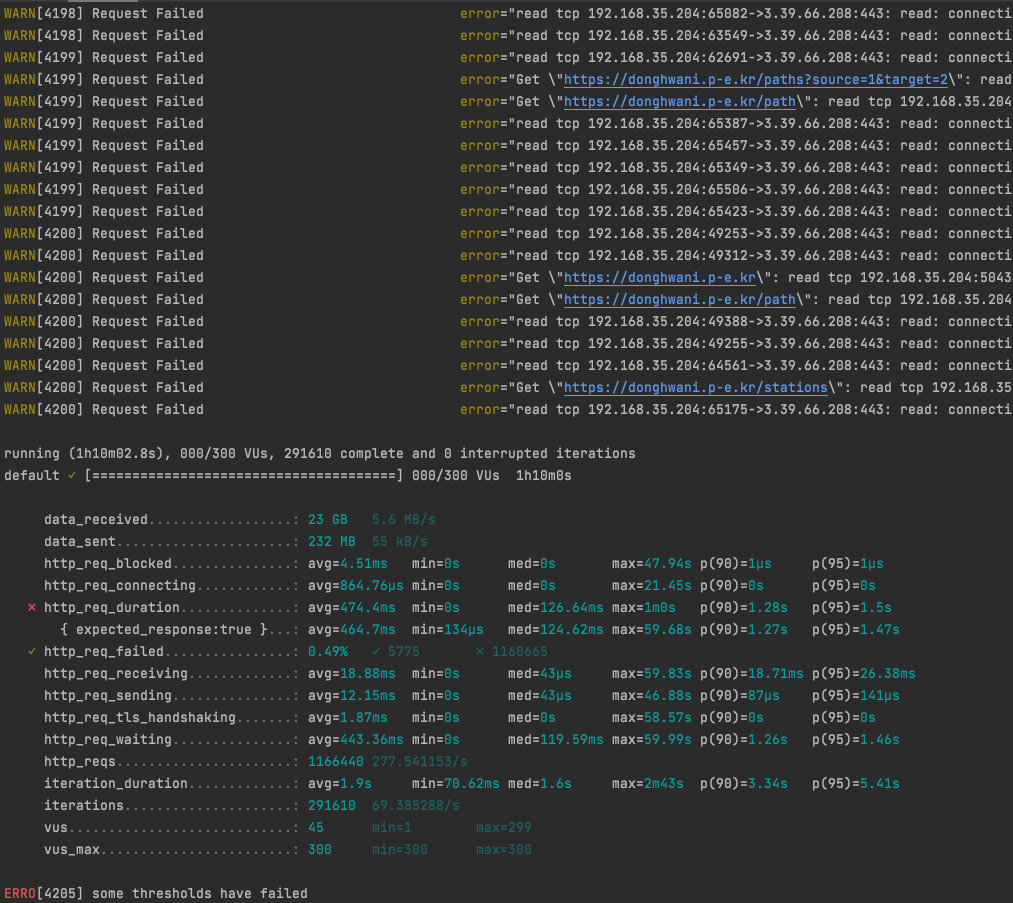 WARN[4198] Request Failed error="read tcp 192.168.35.204:65082->3.39.66.208:443: read: connecti
WARN[4198] Request Failed error="read tcp 192.168.35.204:63549->3.39.66.208:443: read: connecti
WARN[4199] Request Failed error="read tcp 192.168.35.204:62691->3.39.66.208:443: read: connecti
WARN[4199] Request Failed error="Get \"https://donghwani.p-e.kr/paths?source=1&target=2\": read
WARN[4199] Request Failed error="Get \"https://donghwani.p-e.kr/path\": read tcp 192.168.35.204
WARN[4199] Request Failed error="read tcp 192.168.35.204:65387->3.39.66.208:443: read: connecti
WARN[4199] Request Failed error="read tcp 192.168.35.204:65457->3.39.66.208:443: read: connecti
WARN[4199] Request Failed error="read tcp 192.168.35.204:65349->3.39.66.208:443: read: connecti
WARN[4199] Request Failed error="read tcp 192.168.35.204:65506->3.39.66.208:443: read: connecti
WARN[4199] Request Failed error="read tcp 192.168.35.204:65423->3.39.66.208:443: read: connecti
WARN[4200] Request Failed error="read tcp 192.168.35.204:49253->3.39.66.208:443: read: connecti
WARN[4200] Request Failed error="read tcp 192.168.35.204:49312->3.39.66.208:443: read: connecti
WARN[4200] Request Failed error="Get \"https://donghwani.p-e.kr\": read tcp 192.168.35.204:5043
WARN[4200] Request Failed error="Get \"https://donghwani.p-e.kr/path\": read tcp 192.168.35.204
WARN[4200] Request Failed error="read tcp 192.168.35.204:49388->3.39.66.208:443: read: connecti
WARN[4200] Request Failed error="read tcp 192.168.35.204:49255->3.39.66.208:443: read: connecti
WARN[4200] Request Failed error="read tcp 192.168.35.204:64561->3.39.66.208:443: read: connecti
WARN[4200] Request Failed error="Get \"https://donghwani.p-e.kr/stations\": read tcp 192.168.35
WARN[4200] Request Failed error="read tcp 192.168.35.204:65175->3.39.66.208:443: read: connecti
running (1h10m02.8s), 000/300 VUs, 291610 complete and 0 interrupted iterations
default ✓ [======================================] 000/300 VUs 1h10m0s
data_received..................: 23 GB 5.6 MB/s
data_sent......................: 232 MB 55 kB/s
http_req_blocked...............: avg=4.51ms min=0s med=0s max=47.94s p(90)=1µs p(95)=1µs
http_req_connecting............: avg=864.76µs min=0s med=0s max=21.45s p(90)=0s p(95)=0s
✗ http_req_duration..............: avg=474.4ms min=0s med=126.64ms max=1m0s p(90)=1.28s p(95)=1.5s
{ expected_response:true }...: avg=464.7ms min=134µs med=124.62ms max=59.68s p(90)=1.27s p(95)=1.47s
✓ http_req_failed................: 0.49% ✓ 5775 ✗ 1160665
http_req_receiving.............: avg=18.88ms min=0s med=43µs max=59.83s p(90)=18.71ms p(95)=26.38ms
http_req_sending...............: avg=12.15ms min=0s med=43µs max=46.88s p(90)=87µs p(95)=141µs
http_req_tls_handshaking.......: avg=1.87ms min=0s med=0s max=58.57s p(90)=0s p(95)=0s
http_req_waiting...............: avg=443.36ms min=0s med=119.59ms max=59.99s p(90)=1.26s p(95)=1.46s
http_reqs......................: 1166440 277.541153/s
iteration_duration.............: avg=1.9s min=70.62ms med=1.6s max=2m43s p(90)=3.34s p(95)=5.41s
iterations.....................: 291610 69.385288/s
vus............................: 45 min=1 max=299
vus_max........................: 300 min=300 max=300
ERRO[4205] some thresholds have failed